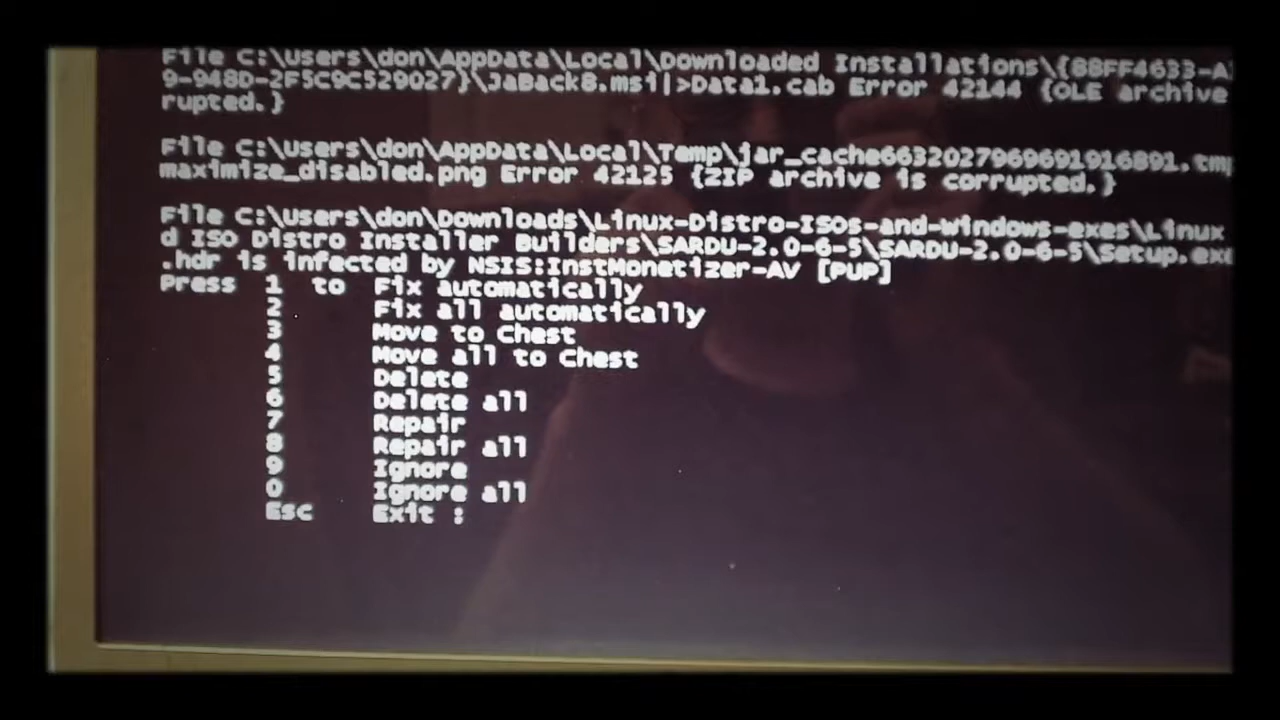 File C:\Users\don\AppData\Local\Downloaded Installations\{88FF4633-A
9-948D-2F5C9C529027}\JaBack8.msi|>Data1.cab Error 42144 {OLE archive
rupted.}
File C:\Users\don\AppData\Local\Temp\jar_cache6632027969691916891.tmp
maximize_disabled.png Error 42125 {ZIP archive is corrupted.}
File C:\Users\don\Downloads\Linux-Distro-ISOs-and-Windows-exes\Linux
d ISO Distro Installer Builders\SARDU-2.0-6-5\SARDU-2.0-6-5\Setup.exe
.hdr is infected by NSIS:InstMonetizer-AV [PUP]
Press 1 to Fix automatically
2 Fix all automatically
3 Move to Chest
4 Move all to Chest
5 Delete
6 Delete all
7 Repair
8 Repair all
9 Ignore
0 Ignore all
Esc Exit :